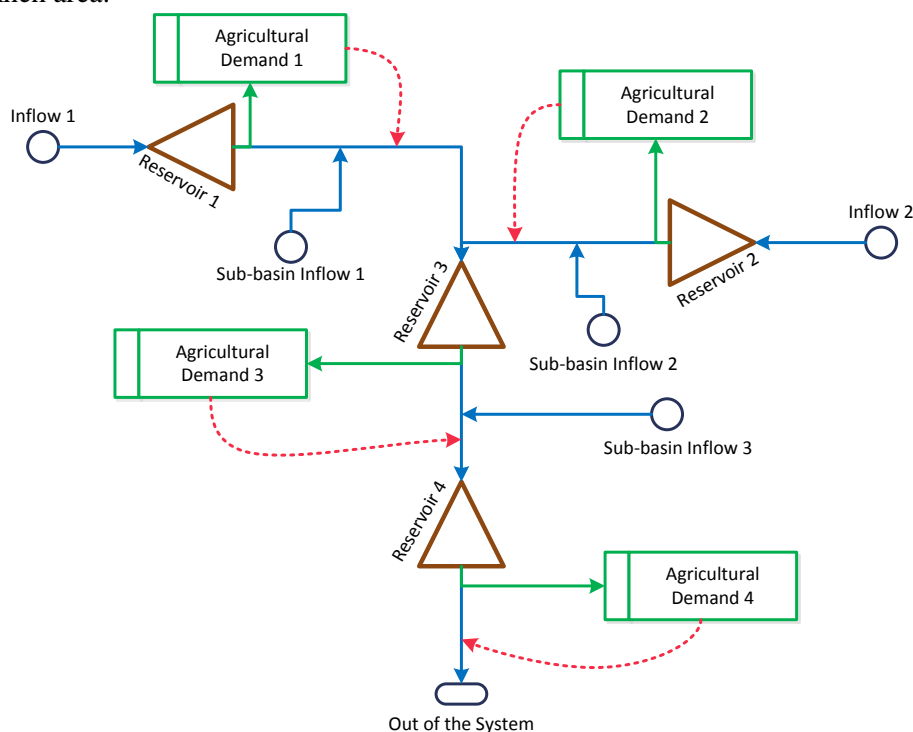 Agricultural
Demand 1
Inflow 1
Reservoir 1
Agricultural
Demand 2
Inflow 2
Reservoir 2
Sub-basin Inflow 1
Reservoir 3
Sub-basin Inflow 2
Agricultural
Demand 3
Sub-basin Inflow 3
Reservoir 4
Agricultural
Demand 4
Out of the System